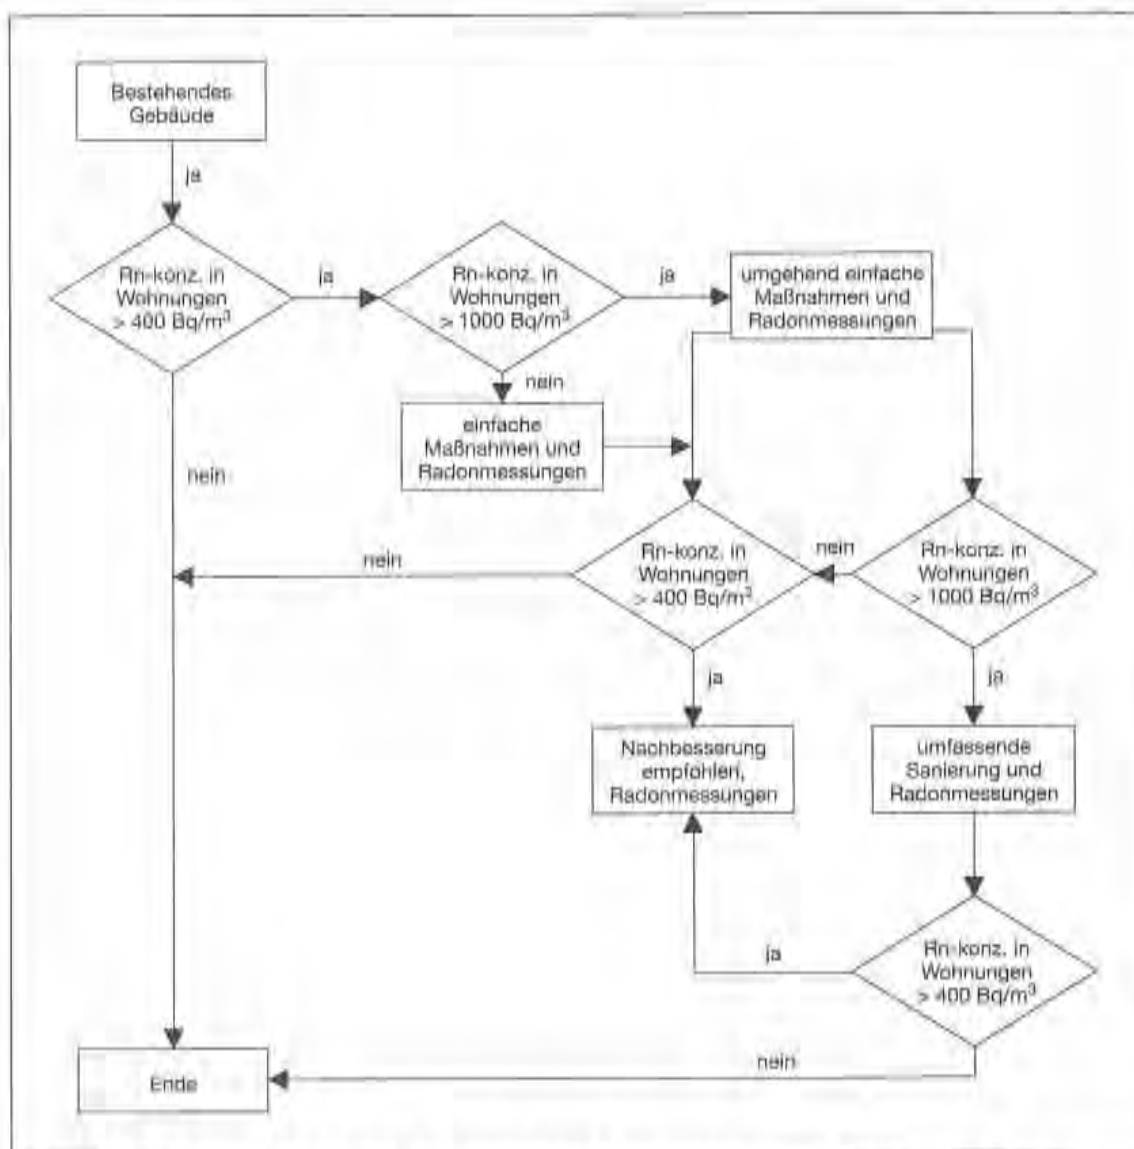 Bestehendes
Gebäude
ja
Rn-konz. in
Wohnungen
> 400 Bq/m³
ja
Rn-konz. in
Wohnungen
> 1000 Bq/m³
ja
umgehend einfache
Maßnahmen und
Radonmessungen
nein
einfache
Maßnahmen und
Radonmessungen
nein
nein
Rn-konz. in
Wohnungen
> 400 Bq/m³
nein
Rn-konz. in
Wohnungen
> 1000 Bq/m³
ja
ja
Nachbesserung
empfohlen,
Radonmessungen
umfassende
Sanierung und
Radonmessungen
ja
Rn-konz. in
Wohnungen
> 400 Bq/m³
nein
Ende